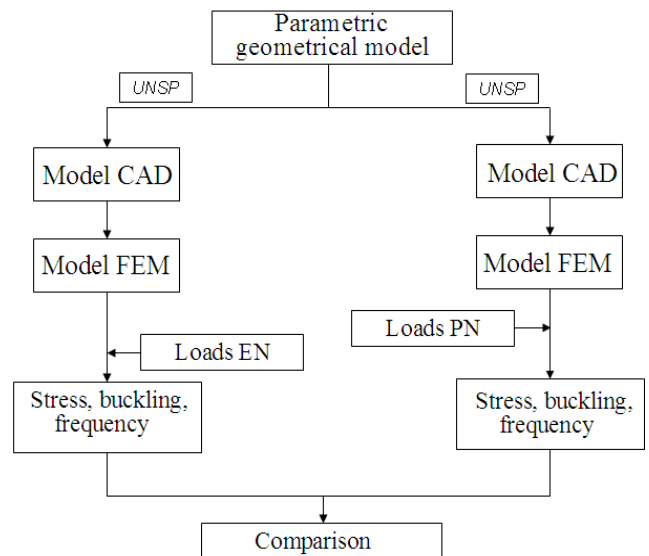 Parametric
geometrical model
UNSP
UNSP
Model CAD
Model CAD
Model FEM
Model FEM
Loads PN
Loads EN
Stress, buckling,
frequency
Stress, buckling,
frequency
Comparison